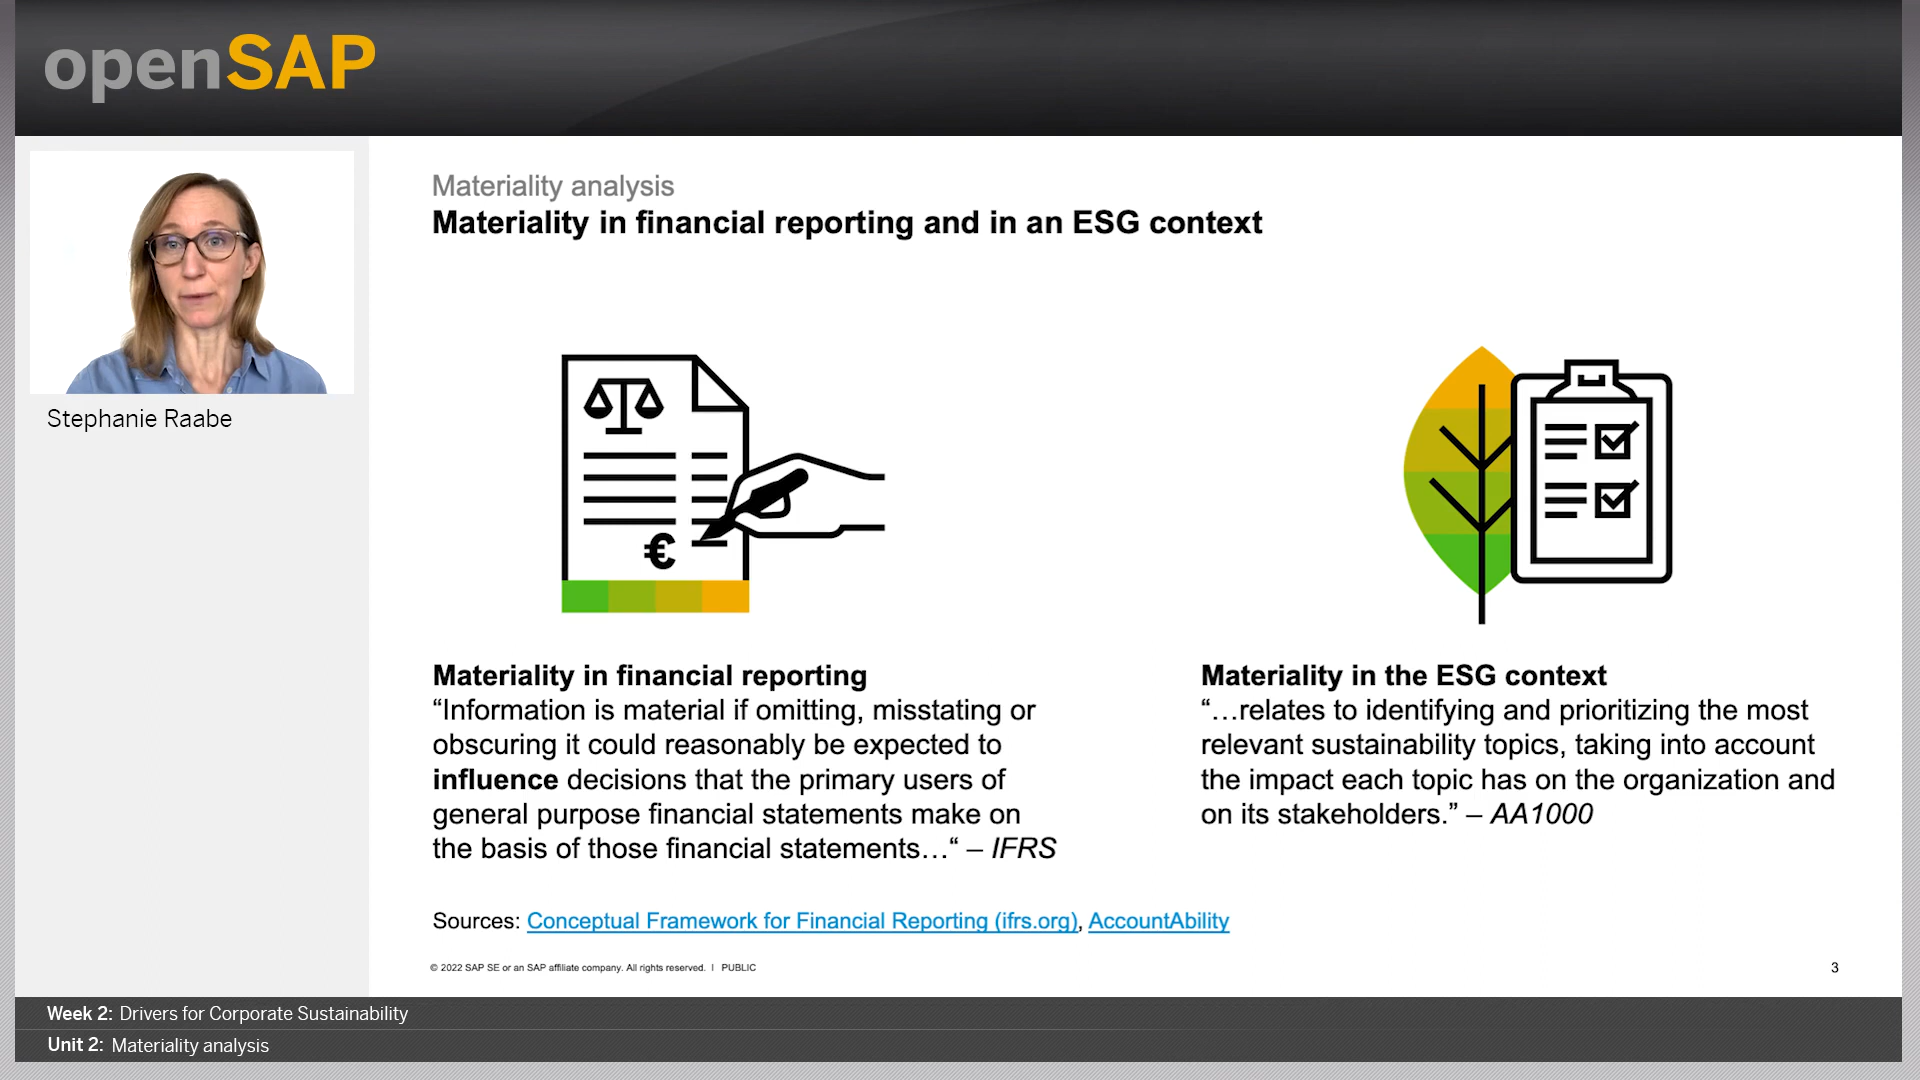 openSAP
Stephanie Raabe
Materiality analysis
Materiality in financial reporting and in an ESG context
€
Materiality in financial reporting
“Information is material if omitting, misstating or
obscuring it could reasonably be expected to
influence decisions that the primary users of
general purpose financial statements make on
the basis of those financial statements…“ – IFRS
Materiality in the ESG context
“…relates to identifying and prioritizing the most
relevant sustainability topics, taking into account
the impact each topic has on the organization and
on its stakeholders.” – AA1000
Sources: Conceptual Framework for Financial Reporting (ifrs.org), AccountAbility
© 2022 SAP SE or an SAP affiliate company. All rights reserved. I PUBLIC
3
Week 2: Drivers for Corporate Sustainability
Unit 2: Materiality analysis